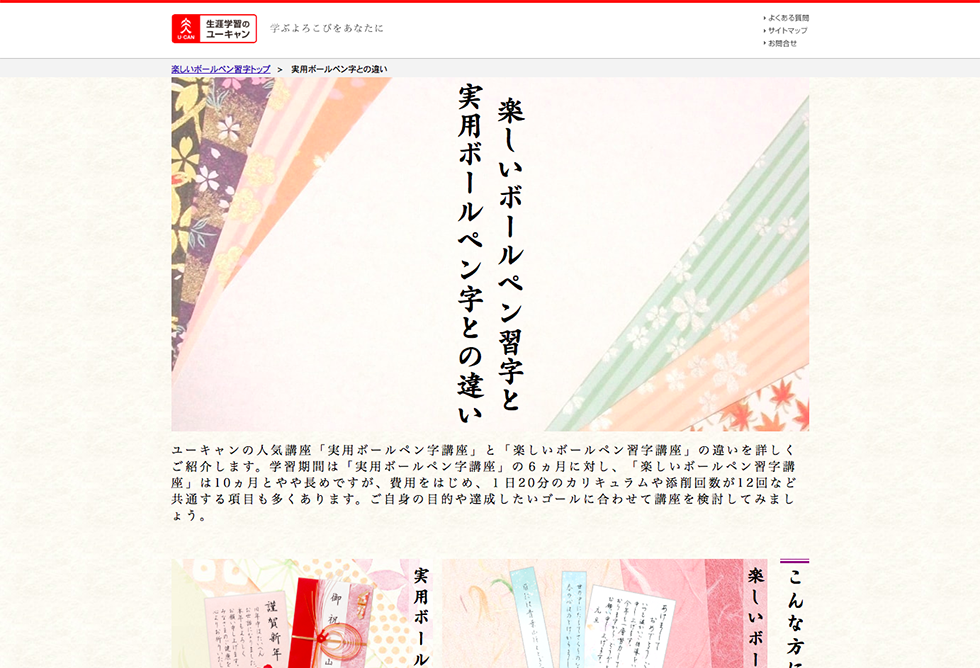 生涯学習の
ユーキャン
U-CAN
学ぶよろこびをあなたに
よくある質問
サイトマップ
お問合せ
楽しいボールペン習字トップ > 実用ボールペン字との違い
楽しいボールペン習字と
実用ボールペン字との違い
ユーキャンの人気講座「実用ボールペン字講座」と「楽しいボールペン習字講座」の違いを詳しく
ご紹介します。学習期間は「実用ボールペン字講座」の６ヵ月に対し、「楽しいボールペン習字講
座」は10ヵ月とやや長めですが、費用をはじめ、１日20分のカリキュラムや添削回数が12回など
共通する項目も多くあります。ご自身の目的や達成したいゴールに合わせて講座を検討してみまし
ょう。
こんな方に
楽しいボー
実用ボール
謹賀新年
御祝
山